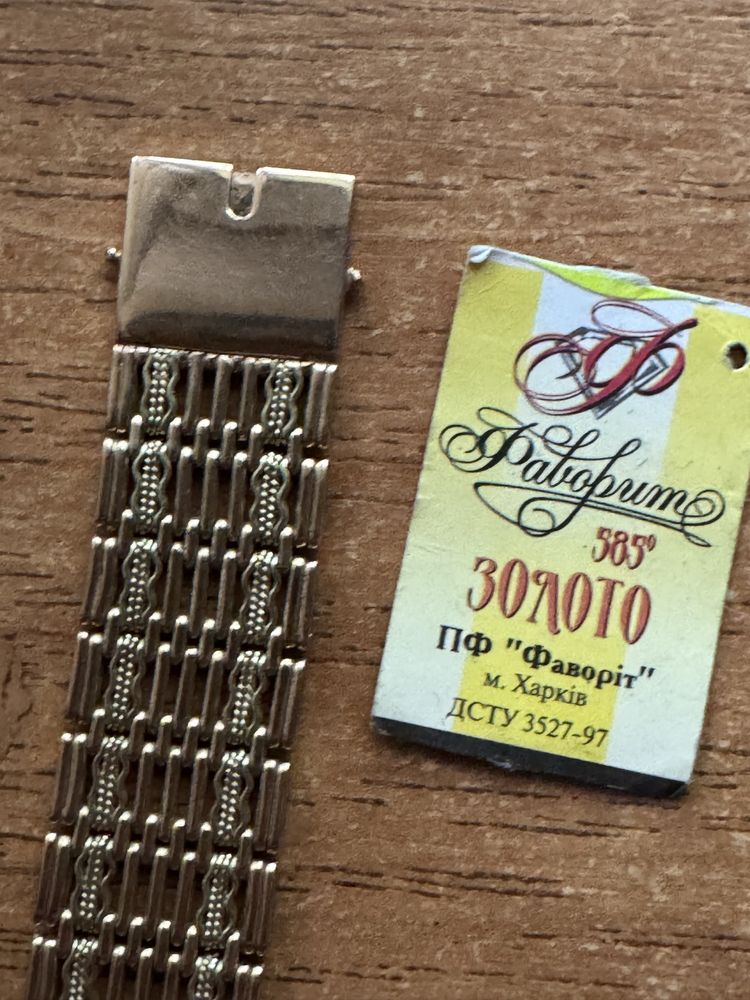 Фаворит
585°
ЗОЛОТО
ПФ "Фаворіт"
м. Харків
ДСТУ 3527-97